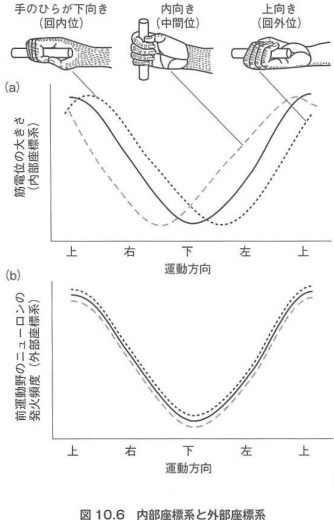 手のひらが下向き
(回内位)
内向き
(中間位)
上向き
(回外位)
(a)
筋電位の大きさ
(内部座標系)
上 右 下 左 上
運動方向
(b)
前運動野のニューロンの
発火頻度(外部座標系)
上 右 下 左 上
運動方向
図 10.6 内部座標系と外部座標系